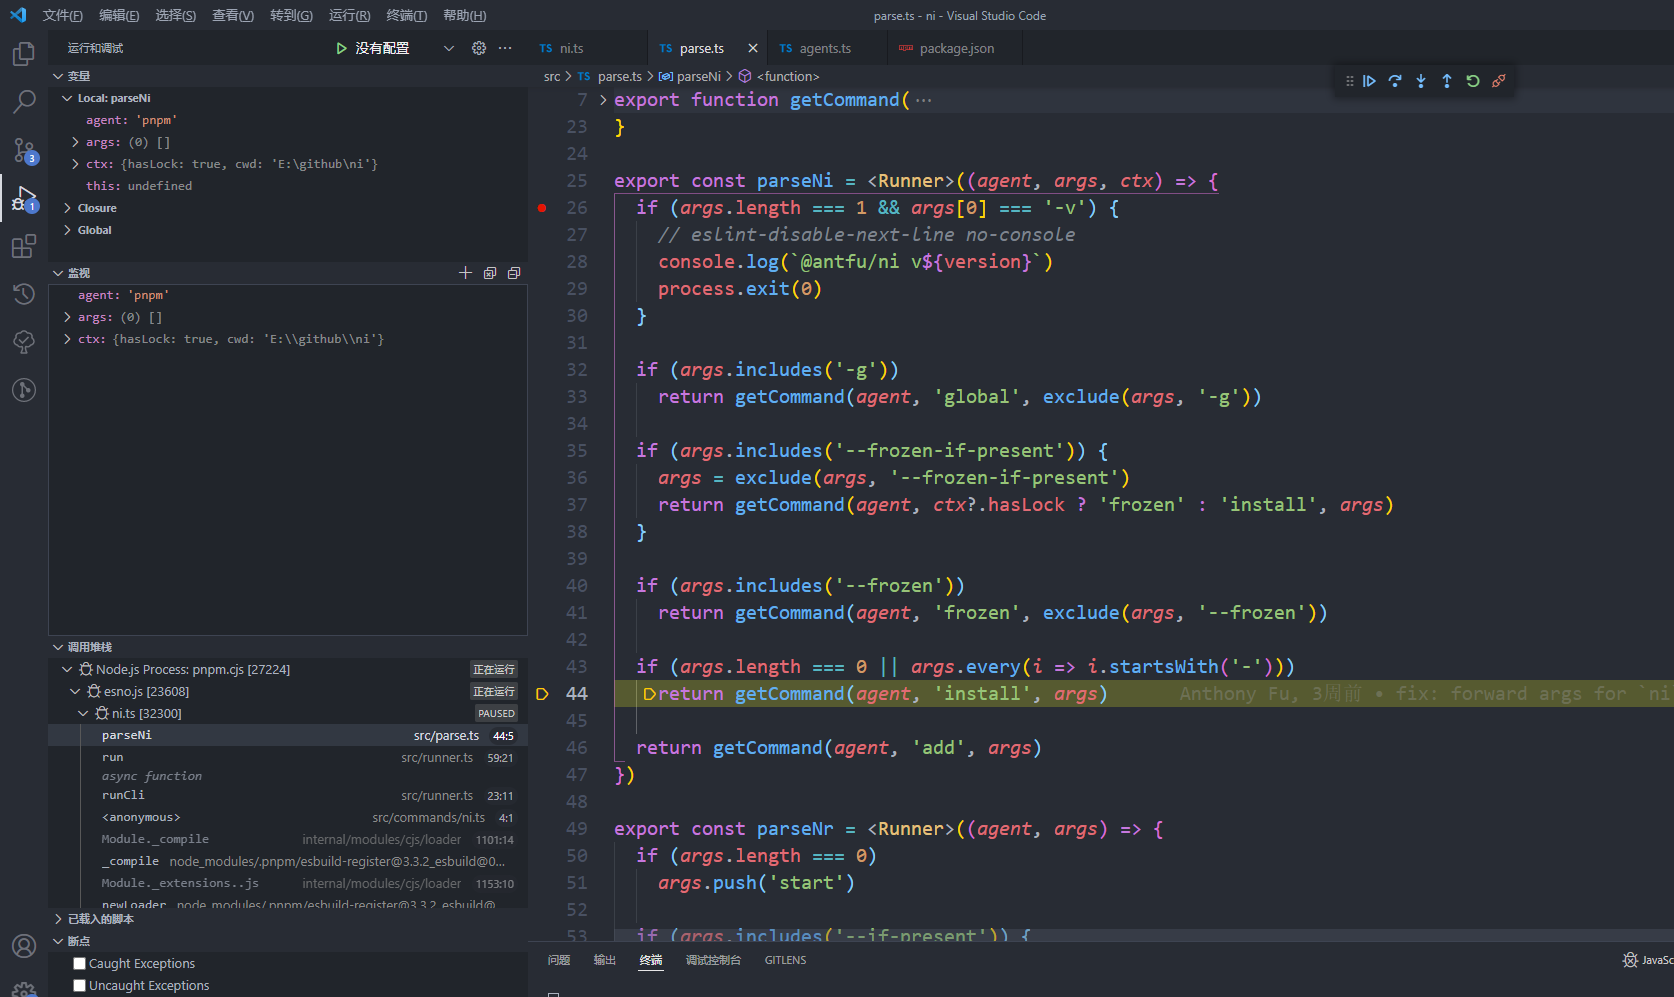 文件(F) 编辑(E) 选择(S) 查看(V) 转到(G) 运行(R) 终端(T) 帮助(H) parse.ts - ni - Visual Studio Code
运行和调试 没有配置
TS ni.ts TS parse.ts TS agents.ts package.json
src > TS parse.ts > parseNi > <function>
变量
Local: parseNi
agent: 'pnpm'
args: (0) []
ctx: {hasLock: true, cwd: 'E:\github\ni'}
this: undefined
Closure
Global
监视
agent: 'pnpm'
args: (0) []
ctx: {hasLock: true, cwd: 'E:\\github\\ni'}
调用堆栈
Node.js Process: pnpm.cjs [27224] 正在运行
esno.js [23608] 正在运行
ni.ts [32300] PAUSED
parseNi src/parse.ts 44:5
run src/runner.ts 59:21
async function
runCli src/runner.ts 23:11
<anonymous> src/commands/ni.ts 4:1
Module._compile internal/modules/cjs/loader 1101:14
_compile node_modules/.pnpm/esbuild-register@3.3.2_esbuild@0...
Module._extensions..js internal/modules/cjs/loader 1153:10
newLoader node_modules/.pnpm/esbuild-register@3.3.2_esbuild@
已载入的脚本
断点
Caught Exceptions
Uncaught Exceptions
3
1
7 export function getCommand(···
23 }
24
25 export const parseNi = <Runner>((agent, args, ctx) => {
26 if (args.length === 1 && args[0] === '-v') {
27 // eslint-disable-next-line no-console
28 console.log(`@antfu/ni v${version}`)
29 process.exit(0)
30 }
31
32 if (args.includes('-g'))
33 return getCommand(agent, 'global', exclude(args, '-g'))
34
35 if (args.includes('--frozen-if-present')) {
36 args = exclude(args, '--frozen-if-present')
37 return getCommand(agent, ctx?.hasLock ? 'frozen' : 'install', args)
38 }
39
40 if (args.includes('--frozen'))
41 return getCommand(agent, 'frozen', exclude(args, '--frozen'))
42
43 if (args.length === 0 || args.every(i => i.startsWith('-')))
44 return getCommand(agent, 'install', args) Anthony Fu, 3周前 • fix: forward args for `ni
45
46 return getCommand(agent, 'add', args)
47 })
48
49 export const parseNr = <Runner>((agent, args) => {
50 if (args.length === 0)
51 args.push('start')
52
53 if (args.includes('--if-present')) {
问题 输出 终端 调试控制台 GITLENS JavaSc